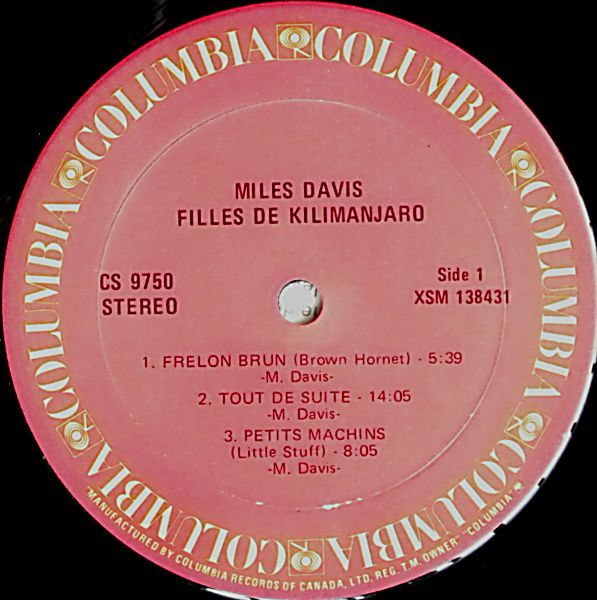 COLUMBIA COLUMBIA COLUMBIA COLUMBIA COLUMBIA COLUMBIA COLUMBIA
MILES DAVIS
FILLES DE KILIMANJARO
CS 9750
STEREO
Side 1
XSM 138431
1. FRELON BRUN (Brown Hornet) - 5:39
-M. Davis-
2. TOUT DE SUITE - 14:05
-M. Davis-
3. PETITS MACHINS
(Little Stuff) - 8:05
-M. Davis-
"MANUFACTURED BY COLUMBIA RECORDS OF CANADA, LTD. REG. T.M. OWNER" "COLUMBIA"